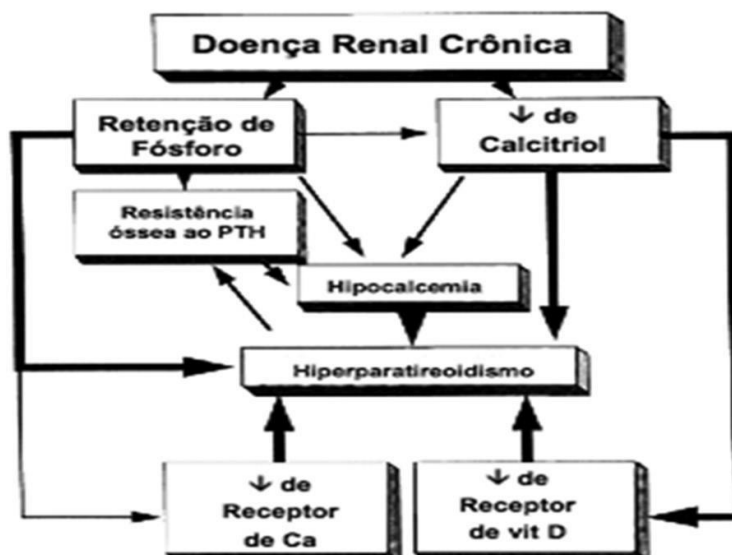 Doença Renal Crônica
Retenção de
Fósforo
↓ de
Calcitriol
Resistência
óssea ao PTH
Hipocalcemia
Hiperparatireoidismo
↓ de
Receptor
de Ca
↓ de
Receptor
de vit D